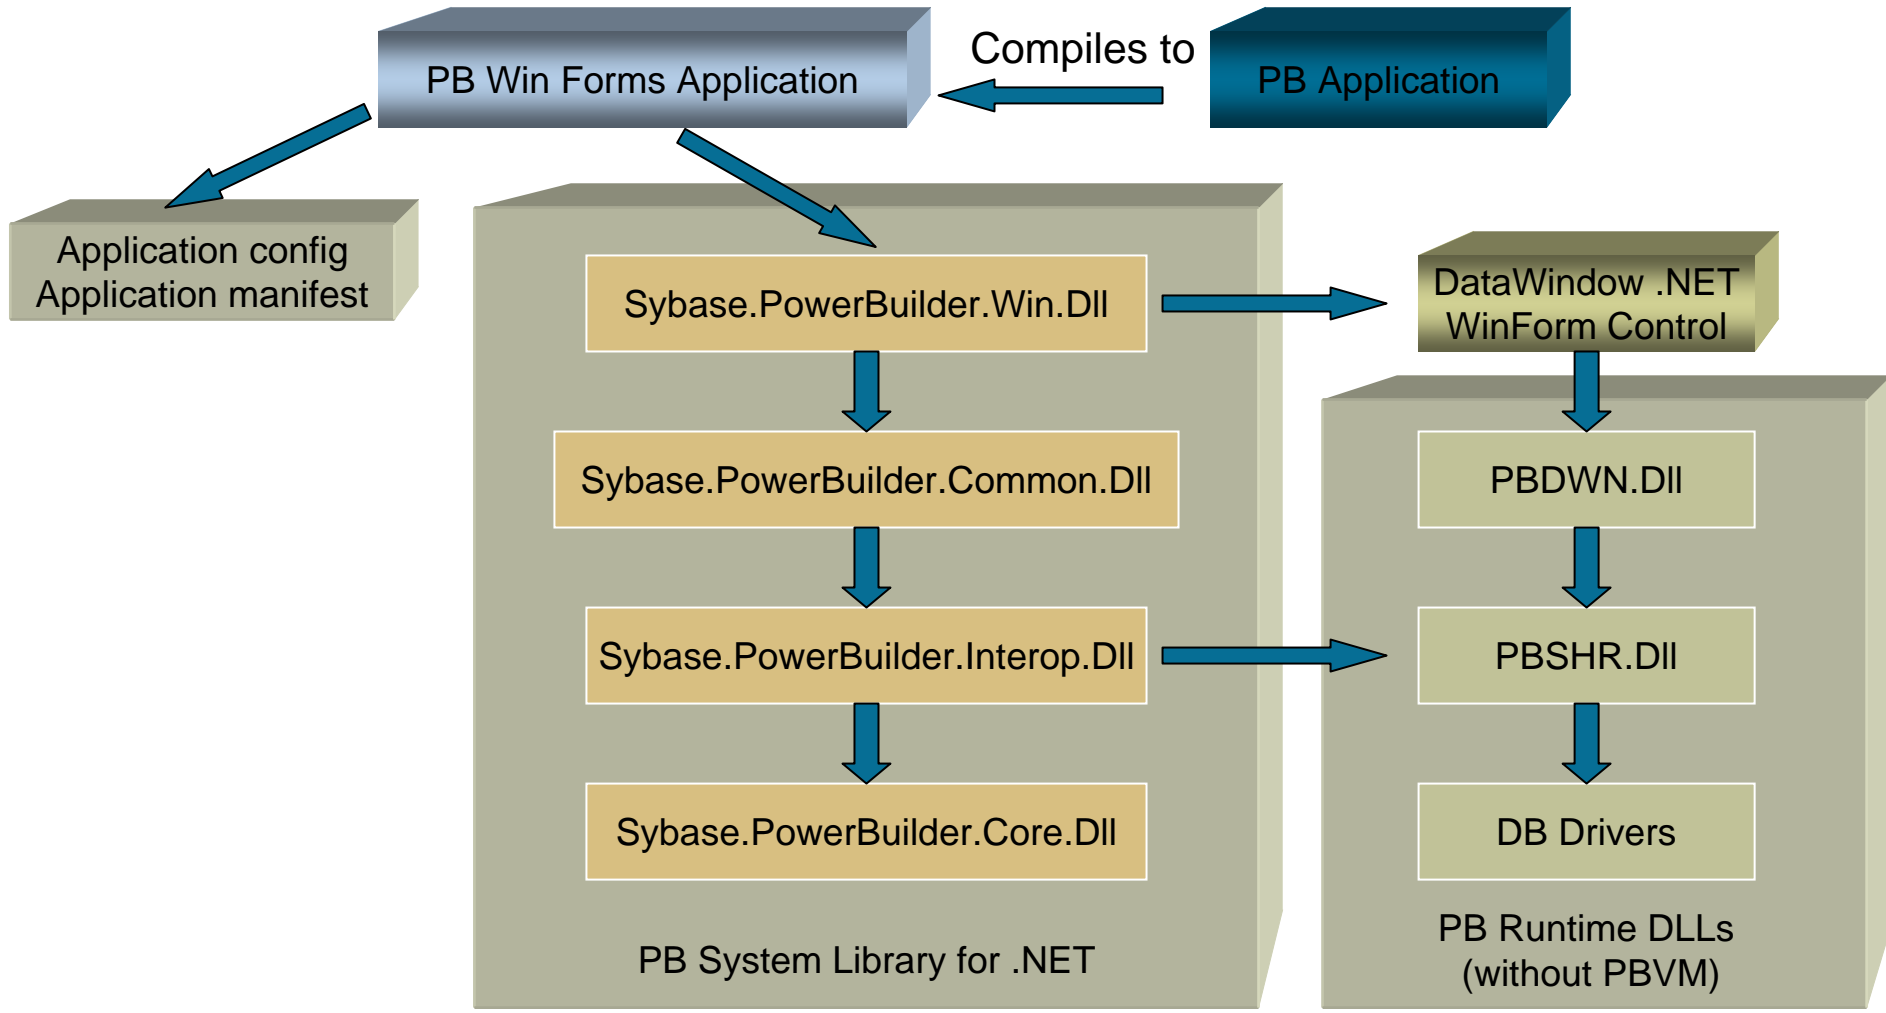 PB Win Forms Application
Compiles to
PB Application
Application config
Application manifest
Sybase.PowerBuilder.Win.Dll
DataWindow .NET
WinForm Control
Sybase.PowerBuilder.Common.Dll
PBDWN.Dll
Sybase.PowerBuilder.Interop.Dll
PBSHR.Dll
Sybase.PowerBuilder.Core.Dll
DB Drivers
PB System Library for .NET
PB Runtime DLLs
(without PBVM)